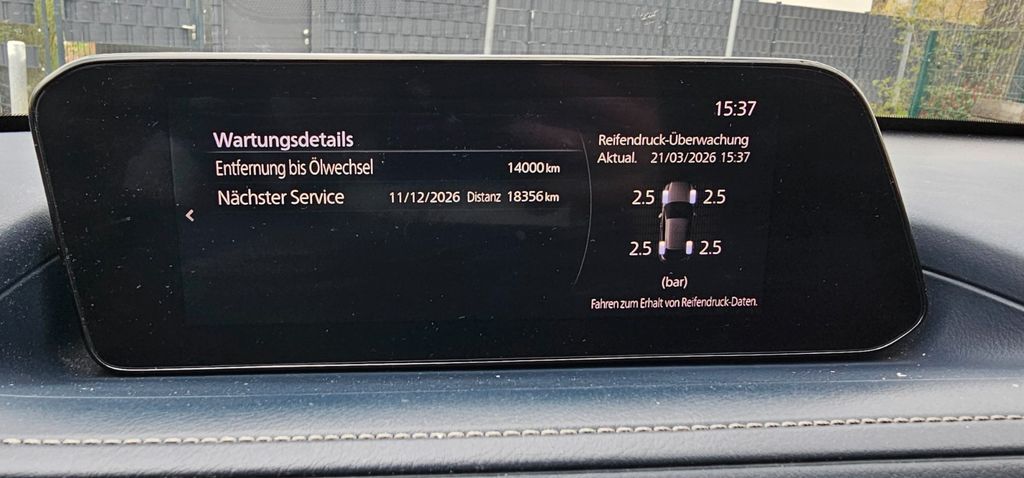 15:37
Wartungsdetails
Entfernung bis Ölwechsel 14000 km
Nächster Service 11/12/2026 Distanz 18356 km
<
Reifendruck-Überwachung
Aktual. 21/03/2026 15:37
2.5 2.5
2.5 2.5
(bar)
Fahren zum Erhalt von Reifendruck-Daten.